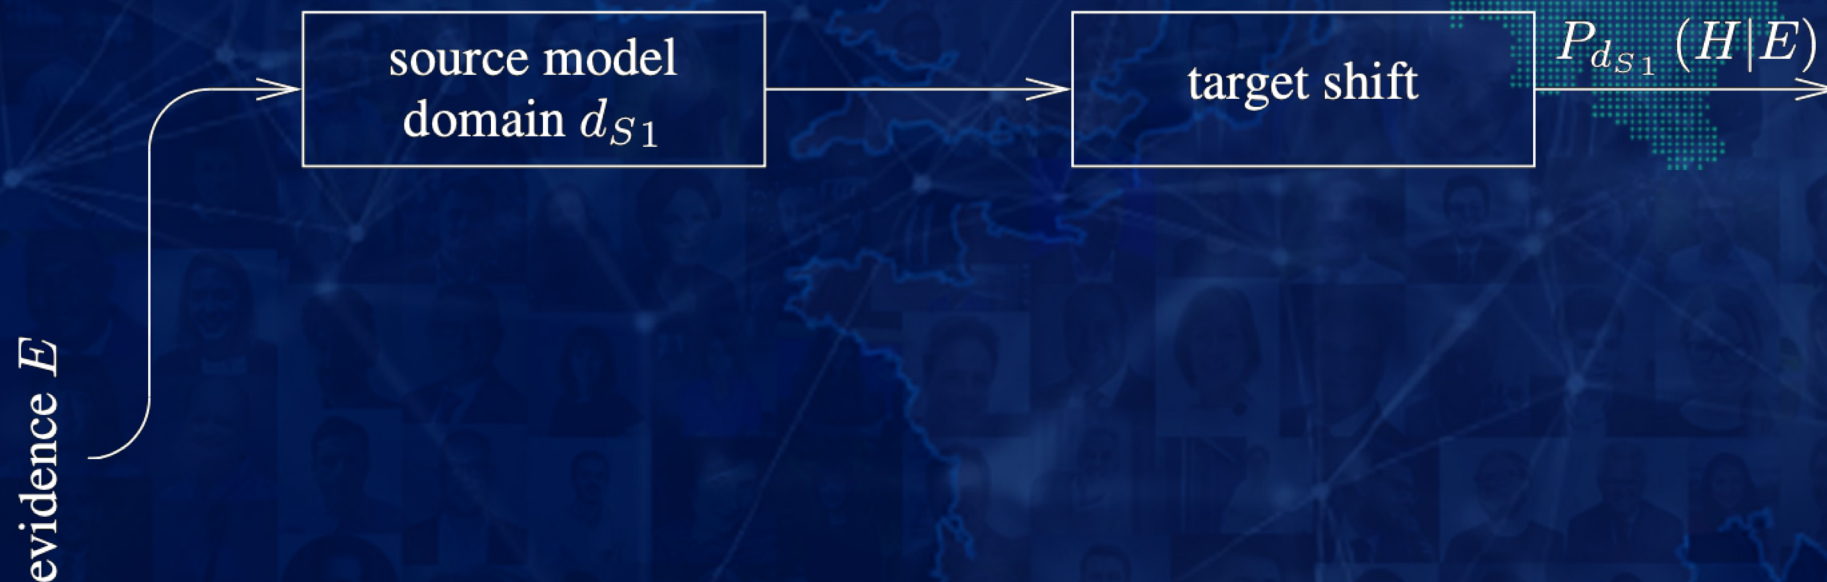 source model
domain $d_{S1}$
target shift
$P_{d_{S1}}(H|E)$
evidence $E$